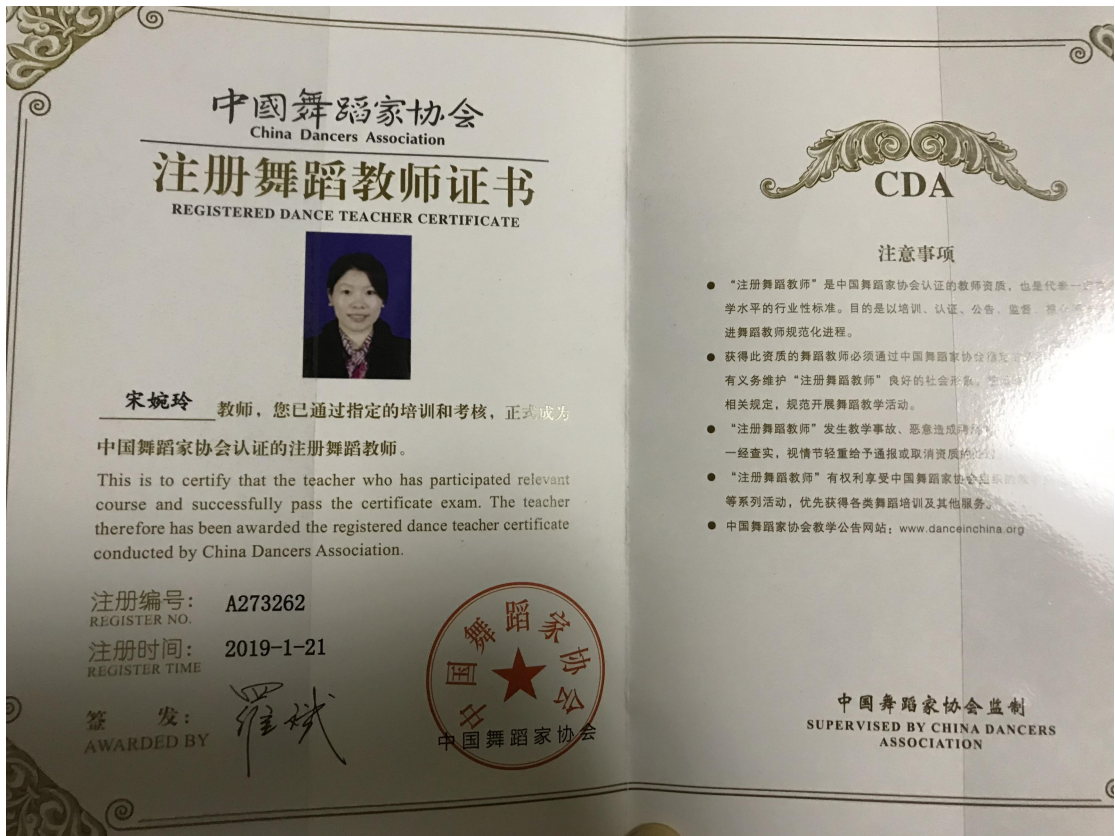 中國舞蹈家协会
China Dancers Association
注册舞蹈教师证书
REGISTERED DANCE TEACHER CERTIFICATE
宋婉玲 教师，您已通过指定的培训和考核，正式成为
中国舞蹈家协会认证的注册舞蹈教师。
This is to certify that the teacher who has participated relevant
course and successfully pass the certificate exam. The teacher
therefore has been awarded the registered dance teacher certificate
conducted by China Dancers Association.
注册编号： A273262
REGISTER NO.
注册时间： 2019-1-21
REGISTER TIME
签 发： 罗斌
AWARDED BY
中国舞蹈家协会
中国舞蹈家协会
CDA
注意事项
● “注册舞蹈教师”是中国舞蹈家协会认证的教师资质，也是代表一
学水平的行业性标准。目的是以培训、认证、公告、监督、
进舞蹈教师规范化进程。
● 获得此资质的舞蹈教师必须通过中国舞蹈家协会指定
有义务维护“注册舞蹈教师”良好的社会形象，
相关规定，规范开展舞蹈教学活动。
● “注册舞蹈教师”发生教学事故、恶意造成
一经查实，视情节轻重给予通报或取消资质的
● “注册舞蹈教师”有权利享受中国舞蹈家协会组织的
等系列活动，优先获得各类舞蹈培训及其他服务。
● 中国舞蹈家协会教学公告网站：www.danceinchina.org
中国舞蹈家协会监制
SUPERVISED BY CHINA DANCERS
ASSOCIATION